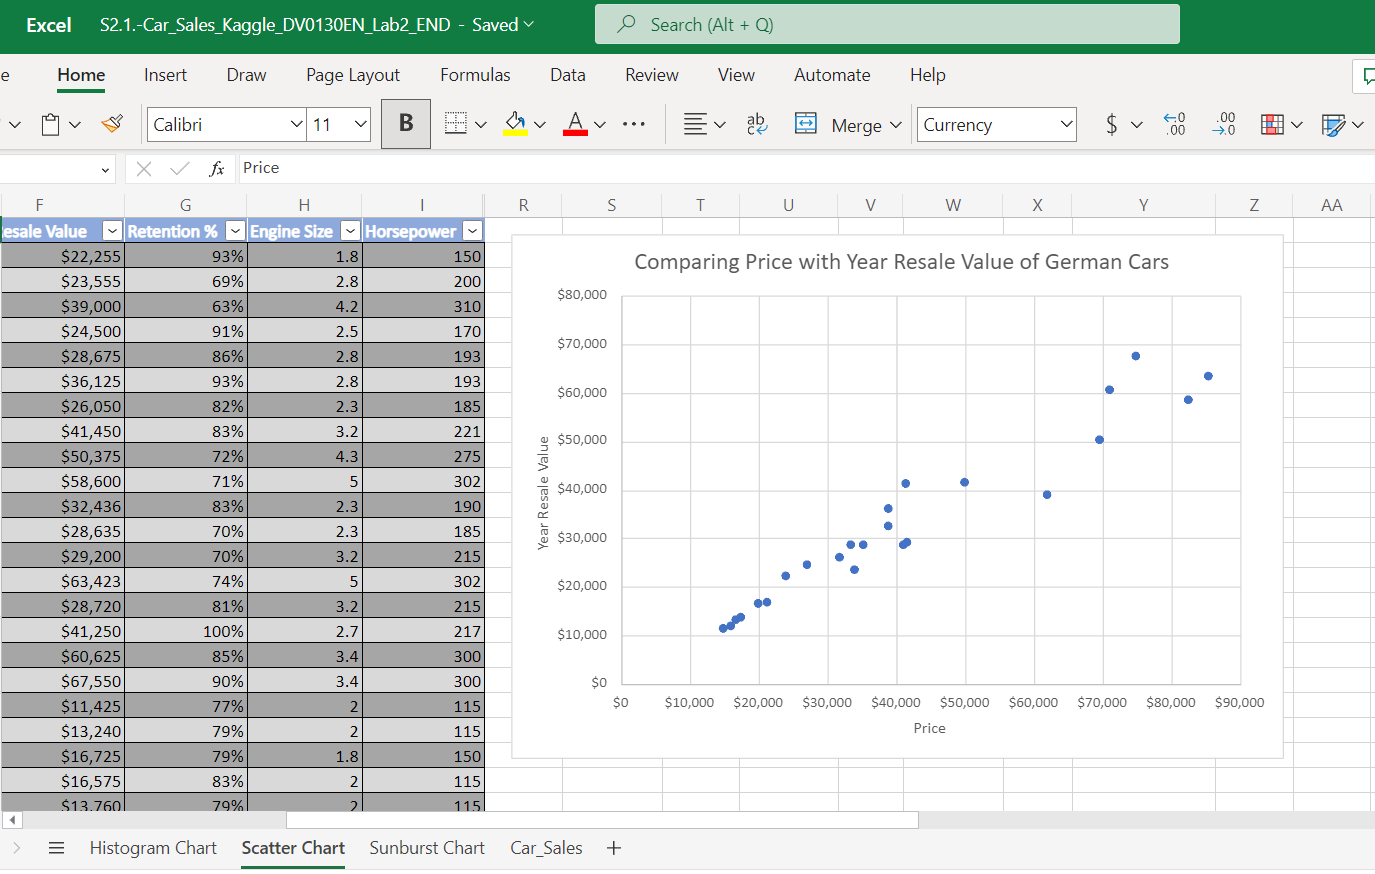 Excel S2.1.-Car_Sales_Kaggle_DV0130EN_Lab2_END - Saved Search (Alt + Q)
e Home Insert Draw Page Layout Formulas Data Review View Automate Help
Calibri 11 B A ab Merge Currency $ .00 .00
fx Price
F G H I R S T U V W X Y Z AA
esale Value Retention % Engine Size Horsepower
$22,255 93% 1.8 150
$23,555 69% 2.8 200
$39,000 63% 4.2 310
$24,500 91% 2.5 170
$28,675 86% 2.8 193
$36,125 93% 2.8 193
$26,050 82% 2.3 185
$41,450 83% 3.2 221
$50,375 72% 4.3 275
$58,600 71% 5 302
$32,436 83% 2.3 190
$28,635 70% 2.3 185
$29,200 70% 3.2 215
$63,423 74% 5 302
$28,720 81% 3.2 215
$41,250 100% 2.7 217
$60,625 85% 3.4 300
$67,550 90% 3.4 300
$11,425 77% 2 115
$13,240 79% 2 115
$16,725 79% 1.8 150
$16,575 83% 2 115
$13,760 79% 2 115
Comparing Price with Year Resale Value of German Cars
$80,000
$70,000
$60,000
$50,000
$40,000
$30,000
$20,000
$10,000
$0
Year Resale Value
$0 $10,000 $20,000 $30,000 $40,000 $50,000 $60,000 $70,000 $80,000 $90,000
Price
Histogram Chart Scatter Chart Sunburst Chart Car_Sales